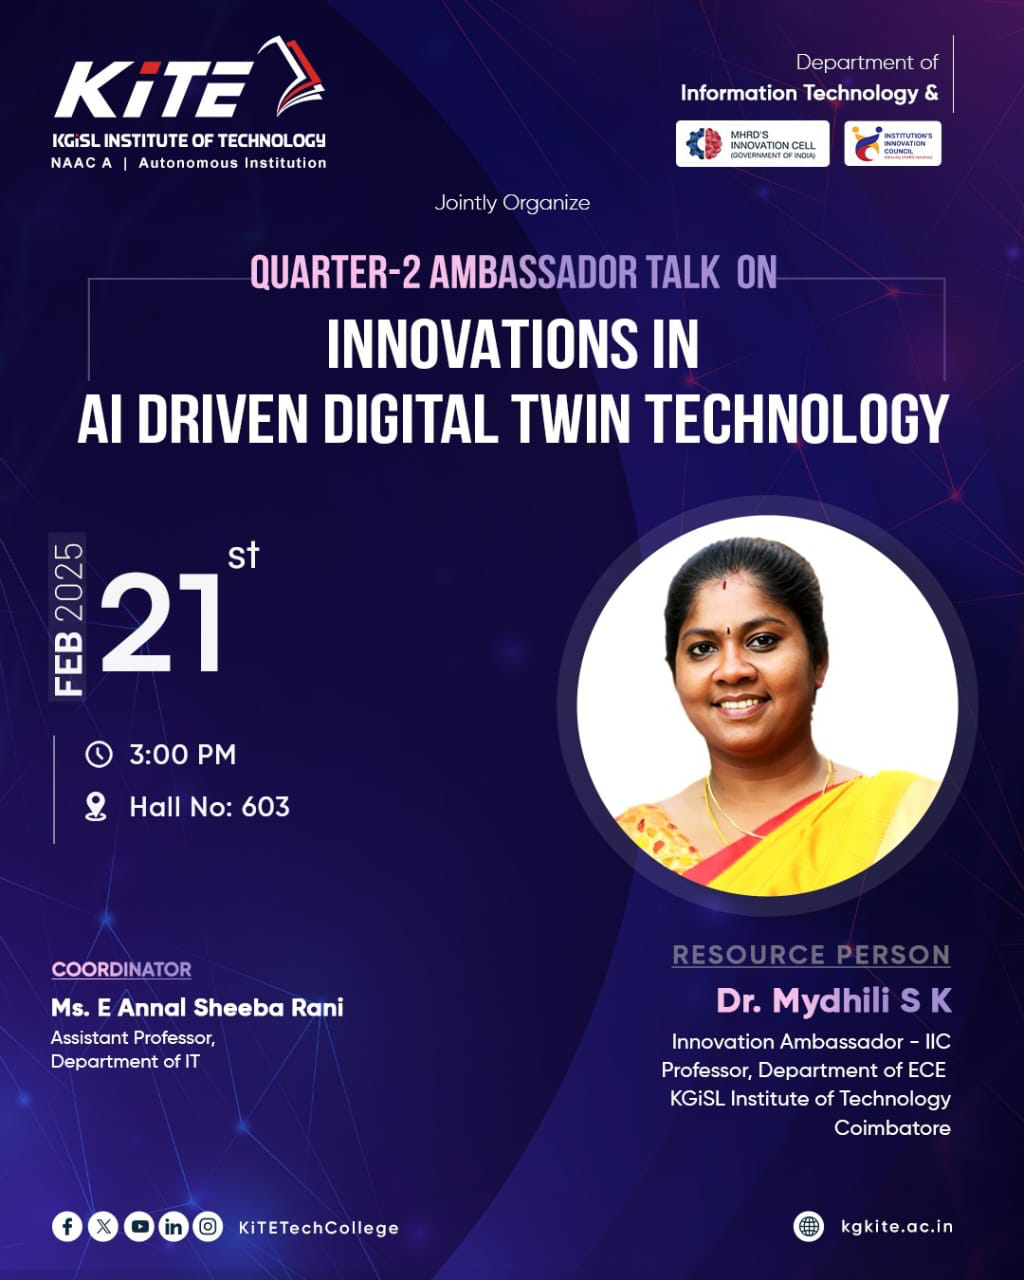 KiTE
KGiSL INSTITUTE OF TECHNOLOGY
NAAC A | Autonomous Institution
Department of
Information Technology &
MHRD'S
INNOVATION CELL
(GOVERNMENT OF INDIA)
INSTITUTION'S
INNOVATION
COUNCIL
Jointly Organize
QUARTER-2 AMBASSADOR TALK ON
INNOVATIONS IN
AI DRIVEN DIGITAL TWIN TECHNOLOGY
FEB 2025
21st
3:00 PM
Hall No: 603
COORDINATOR
Ms. E Annal Sheeba Rani
Assistant Professor,
Department of IT
RESOURCE PERSON
Dr. Mydhili S K
Innovation Ambassador - IIC
Professor, Department of ECE
KGiSL Institute of Technology
Coimbatore
KiTETechCollege
kgkite.ac.in